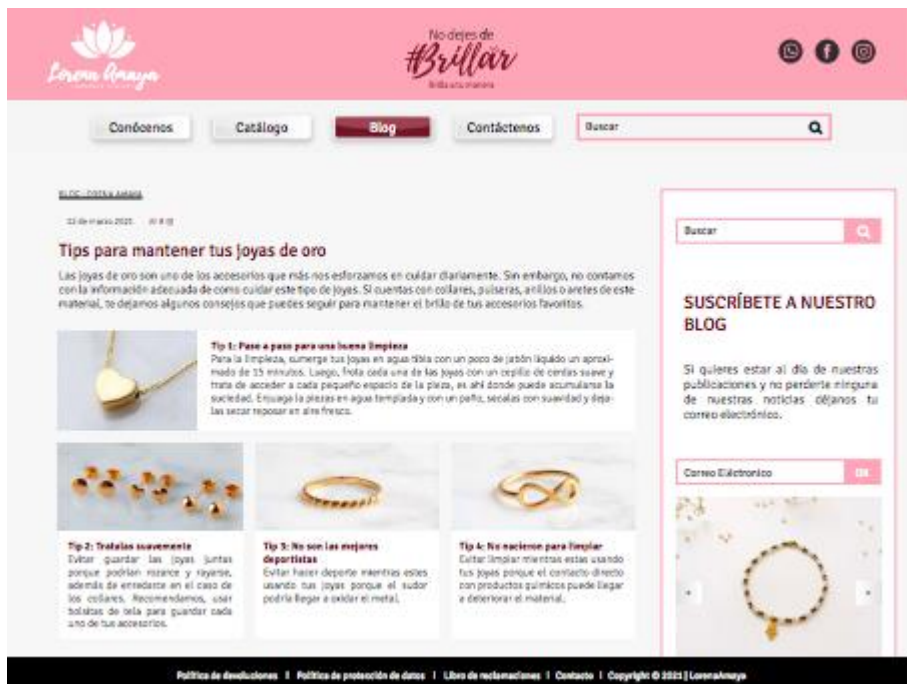 No dejes de
#Brillar
Lorena Amaya
Conócenos
Catálogo
Blog
Contáctenos
Buscar
BLOG LORENA AMAYA
12 de marzo 2021
Tips para mantener tus joyas de oro
Las joyas de oro son uno de los accesorios que más nos esforzamos en cuidar diariamente. Sin embargo, no contamos
con la información adecuada de como cuidar este tipo de joyas. Si cuentas con collares, pulseras, anillos o aretes de este
material, te dejamos algunos consejos que puedes seguir para mantener el brillo de tus accesorios favoritos.
Tip 1: Paso a paso para una buena limpieza
Para la limpieza, sumerge tus joyas en agua tibia con un poco de jabón líquido un aproxi-
mado de 15 minutos. Luego, frota cada una de las joyas con un cepillo de cerdas suave y
trata de acceder a cada pequeño espacio de la pieza, es ahí donde puede acumularse la
suciedad. Enjuaga la piezas en agua templada y con un paño, secalas con suavidad y deja-
las secar reposar en aire fresco.
Tip 2: Tratalas suavemente
Evitar guardar las joyas juntas
porque podrían rozarce y rayarse,
además de enredarce en el caso de
los collares. Recomendamos, usar
bolsitas de tela para guardar cada
uno de tus accesorios.
Tip 3: No son las mejores
deportistas
Evitar hacer deporte mientras estes
usando tus joyas porque el sudor
podría llegar a oxidar el metal.
Tip 4: No nacieron para limpiar
Evitar limpiar mientras estas usando
tus joyas porque el contacto directo
con productos químicos puede llegar
a deteriorar el material.
Buscar
SUSCRÍBETE A NUESTRO
BLOG
Si quieres estar al día de nuestras
publicaciones y no perderte ninguna
de nuestras noticias déjanos tu
correo electrónico.
Correo Eléctronico
OK
Política de devoluciones | Política de protección de datos | Libro de reclamaciones | Contacto | Copyright © 2021 | LorenaAmaya